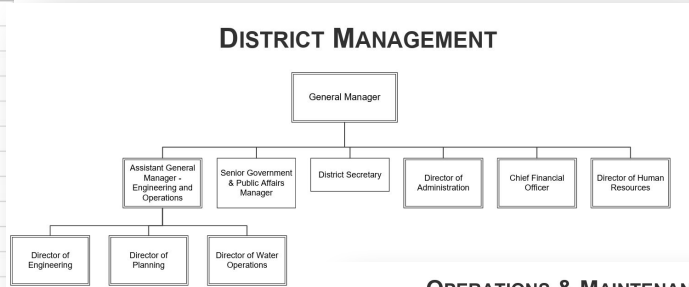 DISTRICT MANAGEMENT
General Manager
Assistant General
Manager -
Engineering and
Operations
Senior Government
& Public Affairs
Manager
District Secretary
Director of
Administration
Chief Financial
Officer
Director of Human
Resources
Director of
Engineering
Director of
Planning
Director of Water
Operations
OPERATIONS &